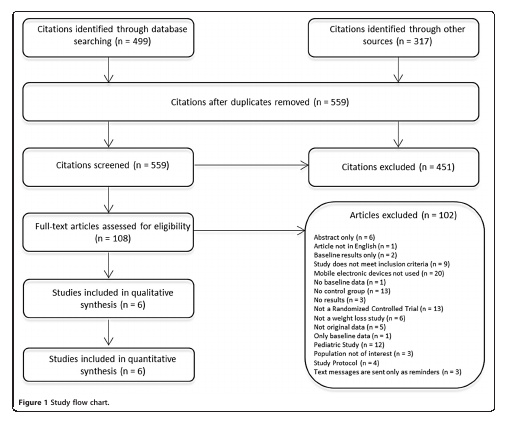 Citations identified through database
searching (n = 499)
Citations identified through other
sources (n = 317)
Citations after duplicates removed (n = 559)
Citations screened (n = 559)
Citations excluded (n = 451)
Full-text articles assessed for eligibility
(n = 108)
Articles excluded (n = 102)
Abstract only (n = 6)
Article not in English (n = 1)
Baseline results only (n = 2)
Study does not meet inclusion criteria (n = 9)
Mobile electronic devices not used (n = 20)
No baseline data (n = 1)
No control group (n = 13)
No results (n = 3)
Not a Randomized Controlled Trial (n = 13)
Not a weight loss study (n = 6)
Not original data (n = 5)
Only baseline data (n = 1)
Pediatric Study (n = 12)
Population not of interest (n = 3)
Study Protocol (n = 4)
Text messages are sent only as reminders (n = 3)
Studies included in qualitative
synthesis (n = 6)
Studies included in quantitative
synthesis (n = 6)
Figure 1 Study flow chart.